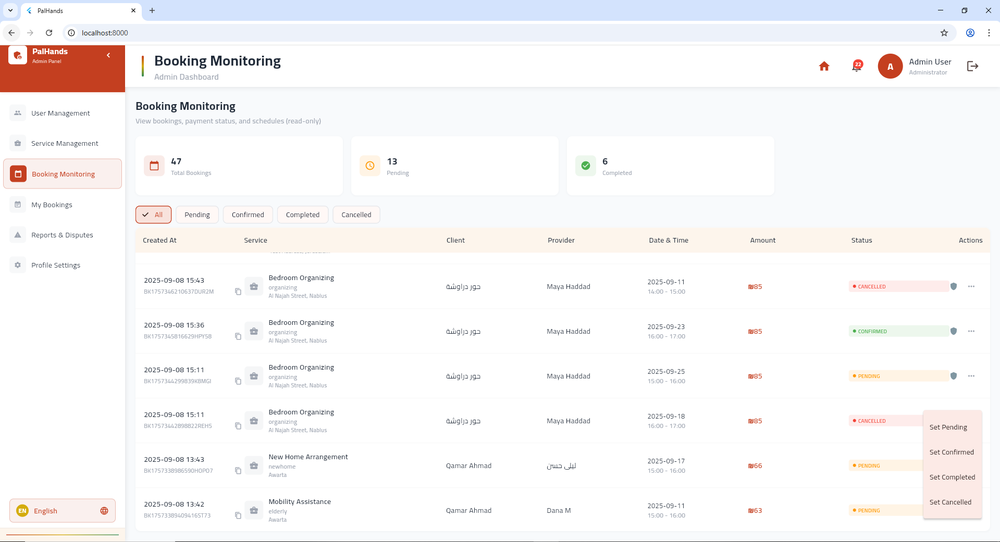 PalHands
localhost:8000
PalHands
Admin Panel
Booking Monitoring
Admin Dashboard
22
A
Admin User
Administrator
User Management
Service Management
Booking Monitoring
My Bookings
Reports & Disputes
Profile Settings
EN English
Booking Monitoring
View bookings, payment status, and schedules (read-only)
47
Total Bookings
13
Pending
6
Completed
All Pending Confirmed Completed Cancelled
Created At Service Client Provider Date & Time Amount Status Actions
2025-09-08 15:43
BK1757346210637DUR2M
Bedroom Organizing
organizing
Al Najah Street, Nablus
حور دراوشة
Maya Haddad
2025-09-11
14:00 - 15:00
₪85
CANCELLED
2025-09-08 15:36
BK1757345816629HPY58
Bedroom Organizing
organizing
Al Najah Street, Nablus
حور دراوشة
Maya Haddad
2025-09-23
16:00 - 17:00
₪85
CONFIRMED
2025-09-08 15:11
BK1757344299839K8MGI
Bedroom Organizing
organizing
Al Najah Street, Nablus
حور دراوشة
Maya Haddad
2025-09-25
15:00 - 16:00
₪85
PENDING
2025-09-08 15:11
BK17573442898822REH5
Bedroom Organizing
organizing
Al Najah Street, Nablus
حور دراوشة
Maya Haddad
2025-09-18
16:00 - 17:00
₪85
CANCELLED
2025-09-08 13:43
BK1757338986590HOPO7
New Home Arrangement
newhome
Awarta
Qamar Ahmad
ليلى حسن
2025-09-17
15:00 - 16:00
₪66
PENDING
2025-09-08 13:42
BK1757338940916ST73
Mobility Assistance
elderly
Awarta
Qamar Ahmad
Dana M
2025-09-11
15:00 - 16:00
₪63
PENDING
Set Pending
Set Confirmed
Set Completed
Set Cancelled